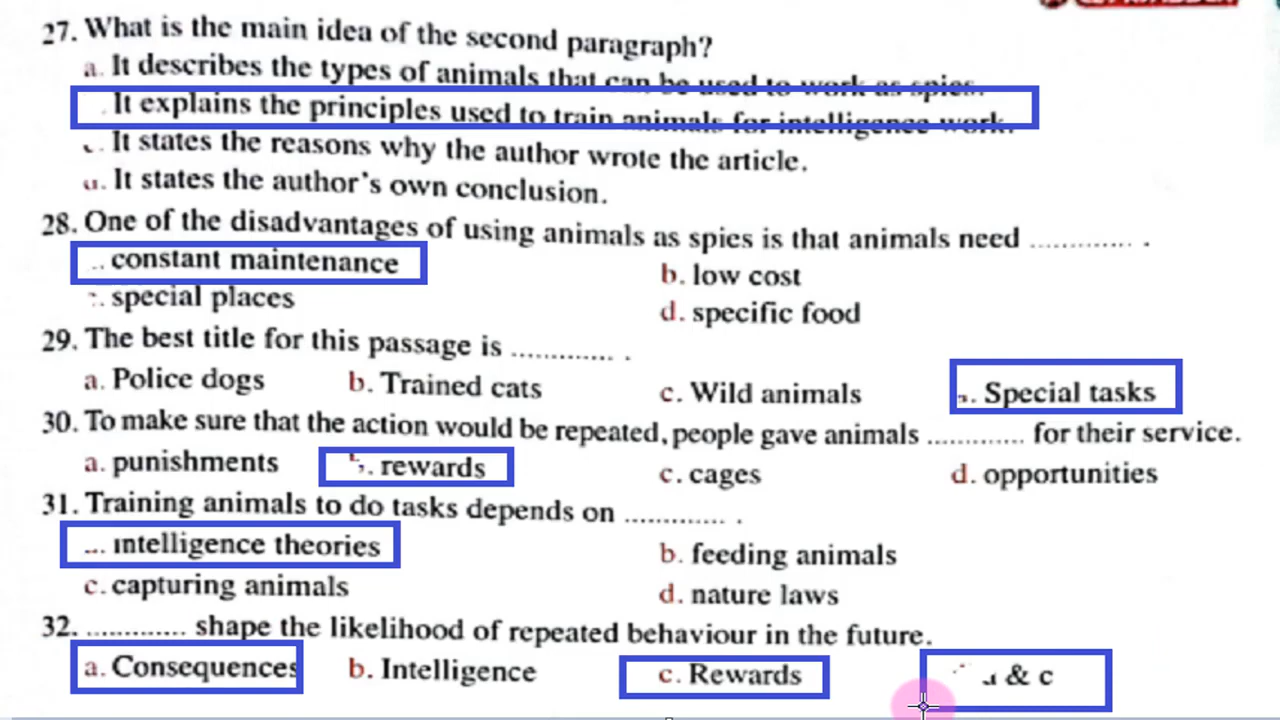 27. What is the main idea of the second paragraph?
a. It describes the types of animals that can be used to work as spies.
It explains the principles used to train animals for intelligence work.
It states the reasons why the author wrote the article.
It states the author's own conclusion.
28. One of the disadvantages of using animals as spies is that animals need ............. .
constant maintenance b. low cost
special places d. specific food
29. The best title for this passage is ............. .
a. Police dogs b. Trained cats c. Wild animals Special tasks
30. To make sure that the action would be repeated, people gave animals ............. for their service.
a. punishments rewards c. cages d. opportunities
31. Training animals to do tasks depends on ............. .
intelligence theories b. feeding animals
c. capturing animals d. nature laws
32. ............. shape the likelihood of repeated behaviour in the future.
a. Consequences b. Intelligence c. Rewards & c